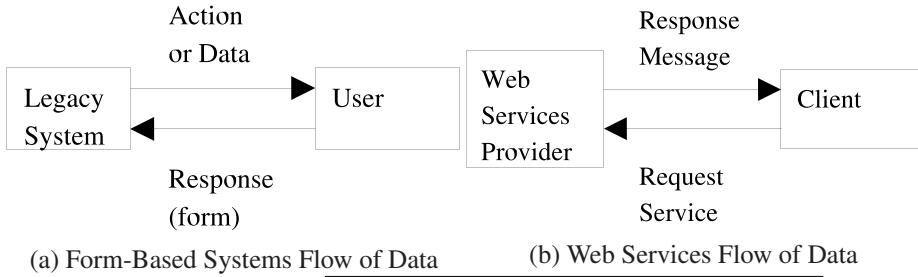 Action
or Data
Legacy
System
User
Response
(form)
(a) Form-Based Systems Flow of Data
Response
Message
Web
Services
Provider
Client
Request
Service
(b) Web Services Flow of Data